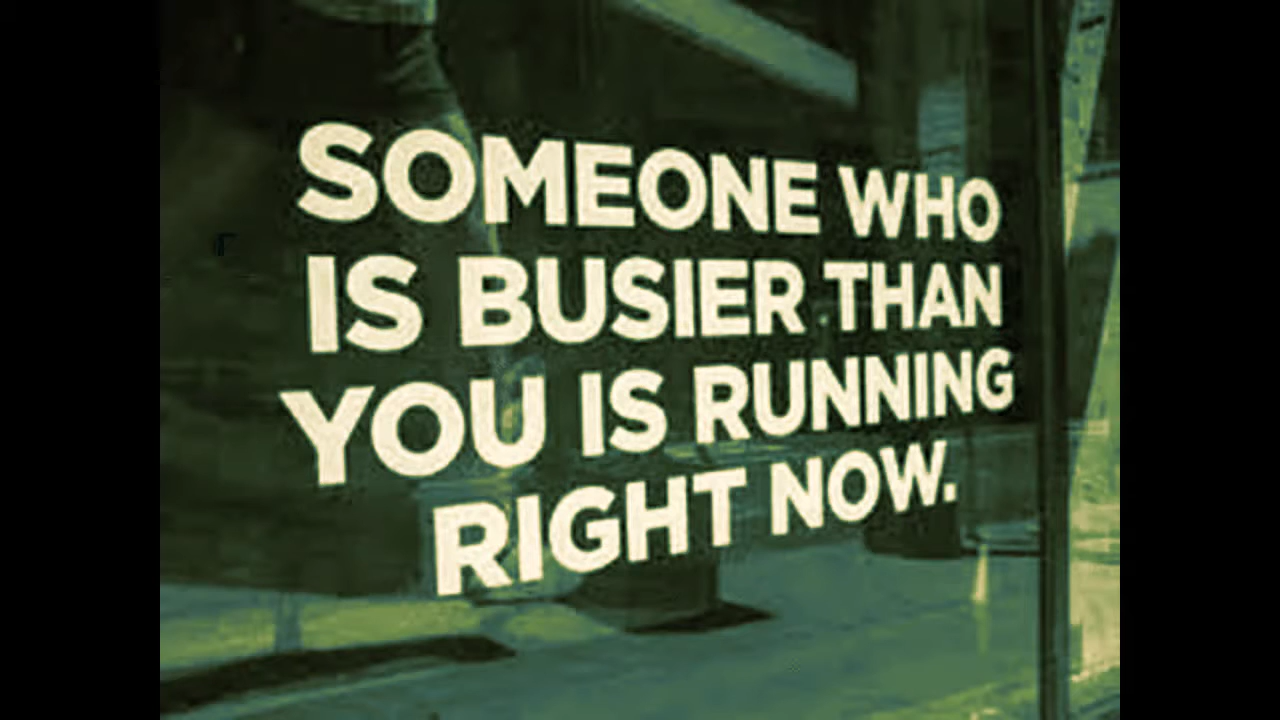 SOMEONE WHO
IS BUSIER THAN
YOU IS RUNNING
RIGHT NOW.